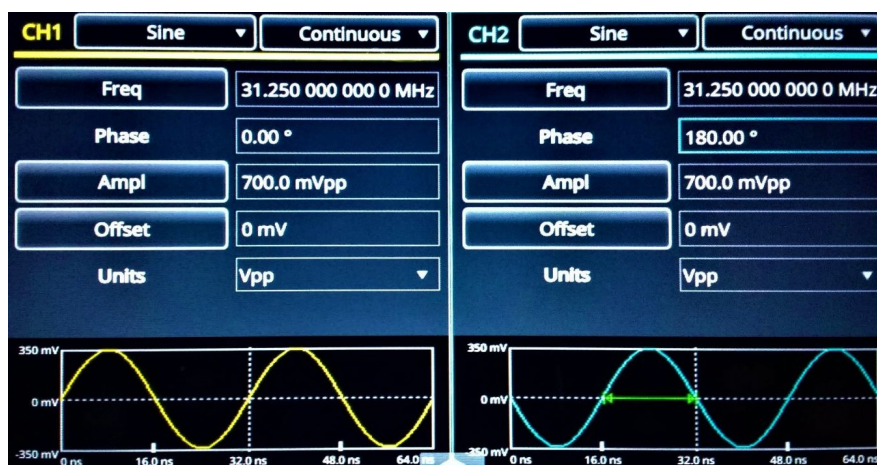 CH1 Sine Continuous
CH2 Sine Continuous
Freq 31.250 000 000 0 MHz
Freq 31.250 000 000 0 MHz
Phase 0.00 °
Phase 180.00 °
Ampl 700.0 mVpp
Ampl 700.0 mVpp
Offset 0 mV
Offset 0 mV
Units Vpp
Units Vpp
350 mV
350 mV
0 mV
0 mV
-350 mV
-350 mV
0 ns 16.0 ns 32.0 ns 48.0 ns 64.0 ns
0 ns 16.0 ns 32.0 ns 48.0 ns 64.0 ns